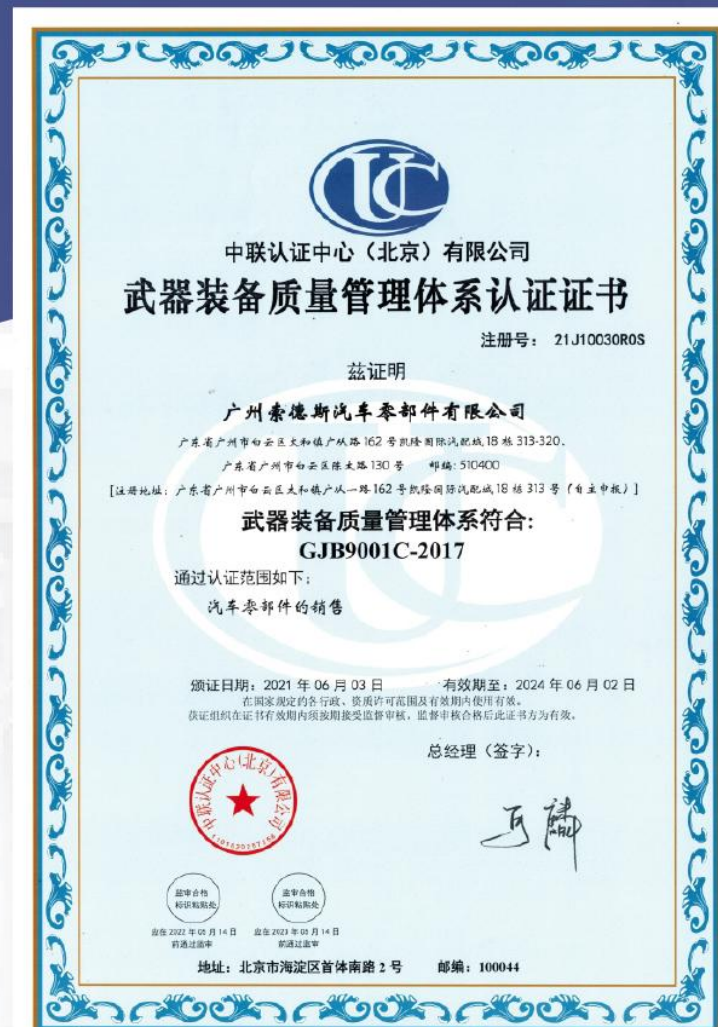 中联认证中心（北京）有限公司
武器装备质量管理体系认证证书
注册号： 21J10030R0S
兹证明
广州索德斯汽车零部件有限公司
广东省广州市白云区太和镇广从路162号凯隆国际汽配城18栋313-320、
广东省广州市白云区陈太路130号 邮编: 510400
[注册地址：广东省广州市白云区太和镇广从一路162号凯隆国际汽配城18栋313号（自主申报）]
武器装备质量管理体系符合:
GJB9001C-2017
通过认证范围如下：
汽车零部件的销售
颁证日期：2021年06月03日 有效期至：2024年06月02日
在国家规定的各行政、资质许可范围及有效期内使用有效。
获证组织在证书有效期内须按期接受监督审核，监督审核合格后此证书方为有效。
总经理（签字）：
中联认证中心(北京)有限公司
监审合格
标识粘贴处
监审合格
标识粘贴处
应在2022年05月14日
前通过监审
应在2023年05月14日
前通过监审
地址：北京市海淀区首体南路2号 邮编：100044